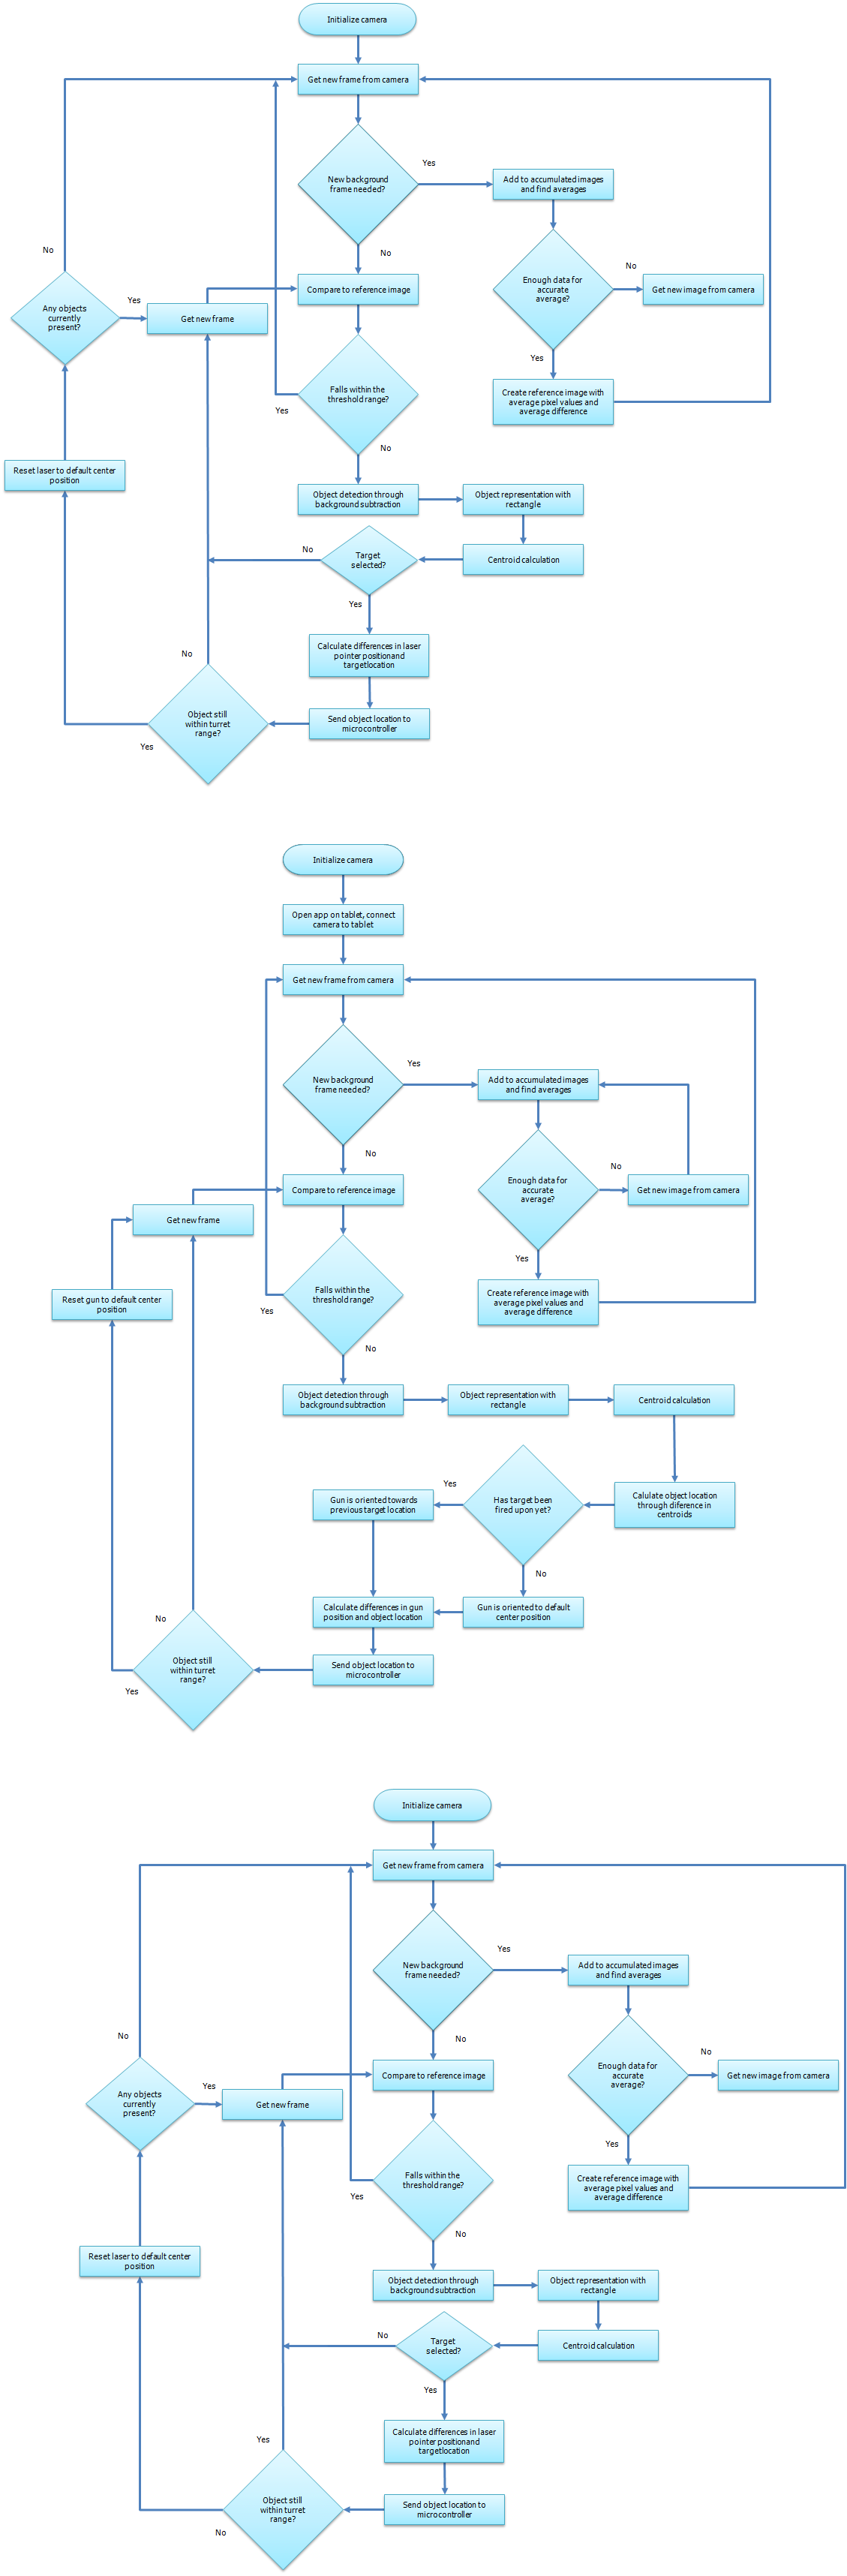 Initialize camera
Get new frame from camera
Yes
New background
frame needed?
Add to accumulated images
and find averages
No
No
Enough data for
accurate
average?
No
Get new image from camera
Compare to reference image
Any objects
currently
present?
Yes
Get new frame
Yes
Falls within the
threshold range?
Yes
Create reference image with
average pixel values and
average difference
No
Reset laser to default center
position
Object detection through
background subtraction
Object representation with
rectangle
No
Target
selected?
Centroid calculation
Yes
Calculate differences in laser
pointer positionand
targetlocation
No
Object still
within turret
range?
Send object location to
microcontroller
Yes
Initialize camera
Open app on tablet, connect
camera to tablet
Get new frame from camera
Yes
New background
frame needed?
Add to accumulated images
and find averages
No
No
Enough data for
accurate
average?
Get new image from camera
Compare to reference image
Get new frame
Yes
Falls within the
threshold range?
Create reference image with
average pixel values and
average difference
Reset gun to default center
position
Yes
No
Object detection through
background subtraction
Object representation with
rectangle
Centroid calculation
Yes
Gun is oriented towards
previous target location
Has target been
fired upon yet?
Calulate object location
through diference in
centroids
No
Calculate differences in gun
position and object location
Gun is oriented to default
center position
No
Object still
within turret
range?
Send object location to
microcontroller
Yes
Initialize camera
Get new frame from camera
Yes
New background
frame needed?
Add to accumulated images
and find averages
No
No
No
Enough data for
accurate
average?
Get new image from camera
Compare to reference image
Any objects
currently
present?
Yes
Get new frame
Yes
Falls within the
threshold range?
Yes
Create reference image with
average pixel values and
average difference
No
Reset laser to default center
position
Object detection through
background subtraction
Object representation with
rectangle
No
Target
selected?
Centroid calculation
Yes
Calculate differences in laser
pointer positionand
targetlocation
Yes
Object still
within turret
range?
Send object location to
microcontroller
No